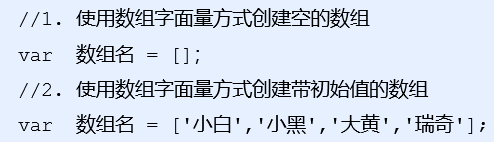 //1. 使用数组字面量方式创建空的数组
var  数组名 = [];
//2. 使用数组字面量方式创建带初始值的数组
var  数组名 = ['小白','小黑','大黄','瑞奇'];